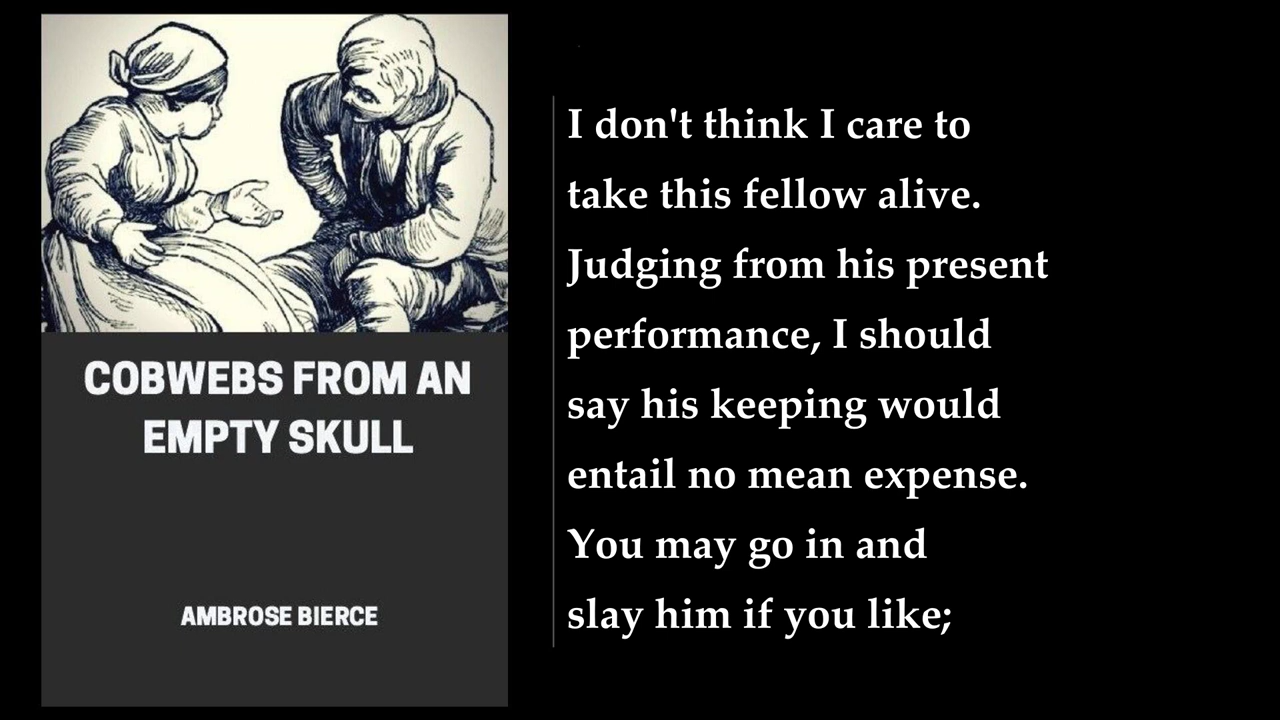 COBWEBS FROM AN
EMPTY SKULL
AMBROSE BIERCE
I don't think I care to
take this fellow alive.
Judging from his present
performance, I should
say his keeping would
entail no mean expense.
You may go in and
slay him if you like;